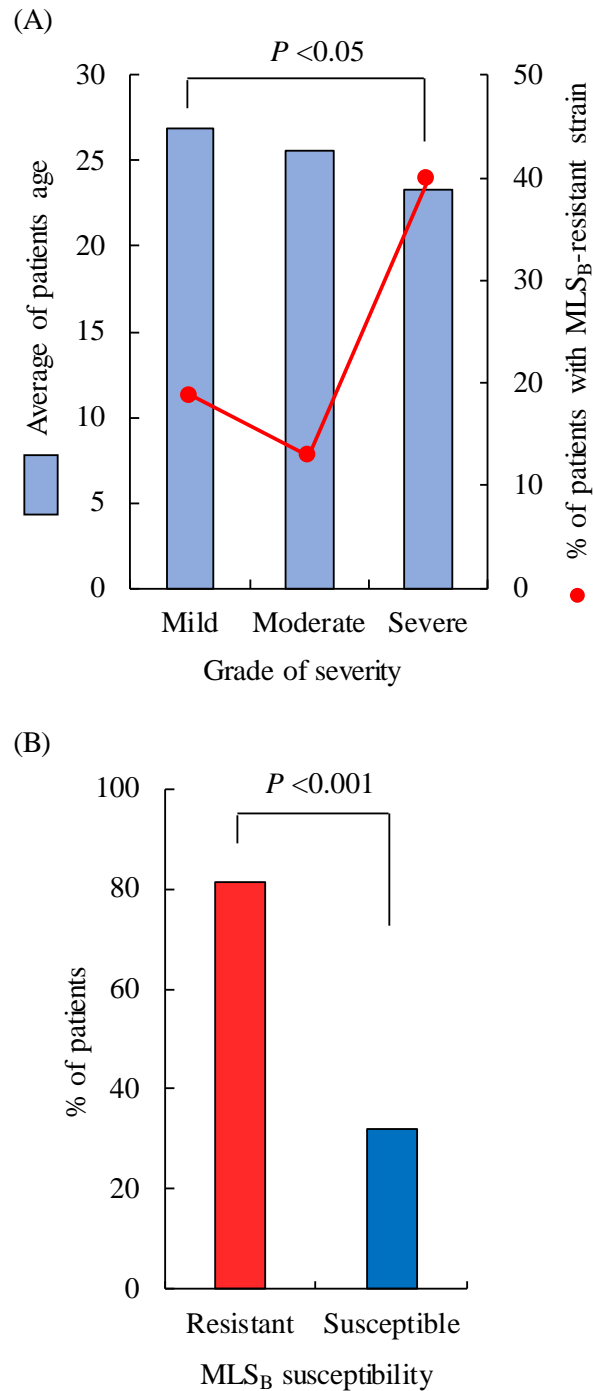 (A)
P <0.05
30
25
20
15
10
5
0
Average of patients age
50
40
30
20
10
0
% of patients with MLSB-resistant strain
Mild Moderate Severe
Grade of severity
(B)
P <0.001
100
80
60
40
20
0
% of patients
Resistant Susceptible
MLSB susceptibility